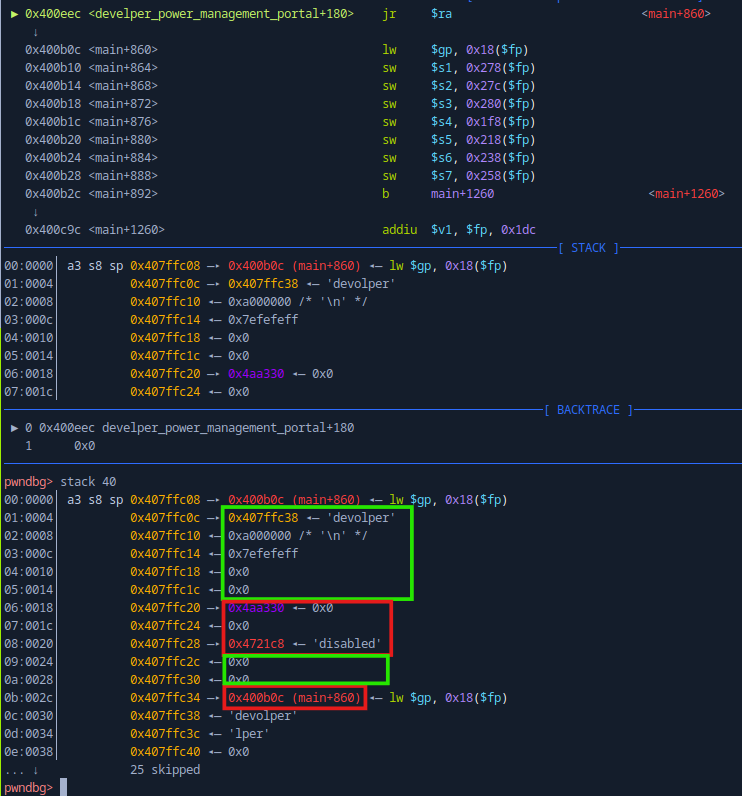 ► 0x400eec <develper_power_management_portal+180> jr $ra <main+860>
↓
0x400b0c <main+860> lw $gp, 0x18($fp)
0x400b10 <main+864> sw $s1, 0x278($fp)
0x400b14 <main+868> sw $s2, 0x27c($fp)
0x400b18 <main+872> sw $s3, 0x280($fp)
0x400b1c <main+876> sw $s4, 0x1f8($fp)
0x400b20 <main+880> sw $s5, 0x218($fp)
0x400b24 <main+884> sw $s6, 0x238($fp)
0x400b28 <main+888> sw $s7, 0x258($fp)
0x400b2c <main+892> b main+1260 <main+1260>
↓
0x400c9c <main+1260> addiu $v1, $fp, 0x1dc
[ STACK ]
00:0000│ a3 s8 sp 0x407ffc08 —▸ 0x400b0c (main+860) ◂— lw $gp, 0x18($fp)
01:0004│ 0x407ffc0c —▸ 0x407ffc38 ◂— 'devolper'
02:0008│ 0x407ffc10 ◂— 0xa000000 /* '\n' */
03:000c│ 0x407ffc14 ◂— 0x7efefeff
04:0010│ 0x407ffc18 ◂— 0x0
05:0014│ 0x407ffc1c ◂— 0x0
06:0018│ 0x407ffc20 —▸ 0x4aa330 ◂— 0x0
07:001c│ 0x407ffc24 ◂— 0x0
[ BACKTRACE ]
► 0 0x400eec develper_power_management_portal+180
1 0x0
pwndbg> stack 40
00:0000│ a3 s8 sp 0x407ffc08 —▸ 0x400b0c (main+860) ◂— lw $gp, 0x18($fp)
01:0004│ 0x407ffc0c —▸ 0x407ffc38 ◂— 'devolper'
02:0008│ 0x407ffc10 ◂— 0xa000000 /* '\n' */
03:000c│ 0x407ffc14 ◂— 0x7efefeff
04:0010│ 0x407ffc18 ◂— 0x0
05:0014│ 0x407ffc1c ◂— 0x0
06:0018│ 0x407ffc20 —▸ 0x4aa330 ◂— 0x0
07:001c│ 0x407ffc24 ◂— 0x0
08:0020│ 0x407ffc28 —▸ 0x4721c8 ◂— 'disabled'
09:0024│ 0x407ffc2c ◂— 0x0
0a:0028│ 0x407ffc30 ◂— 0x0
0b:002c│ 0x407ffc34 —▸ 0x400b0c (main+860) ◂— lw $gp, 0x18($fp)
0c:0030│ 0x407ffc38 ◂— 'devolper'
0d:0034│ 0x407ffc3c ◂— 'lper'
0e:0038│ 0x407ffc40 ◂— 0x0
... ↓ 25 skipped
pwndbg>